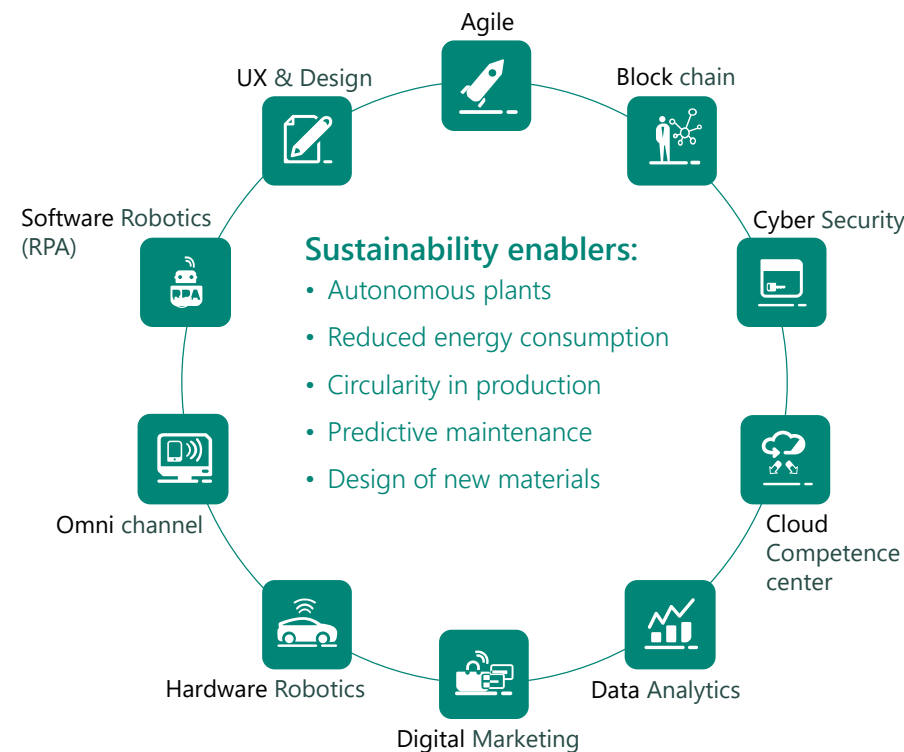 Agile
UX & Design
Block chain
Software Robotics
(RPA)
RPA
Cyber Security
Sustainability enablers:
• Autonomous plants
• Reduced energy consumption
• Circularity in production
• Predictive maintenance
• Design of new materials
Omni channel
Cloud
Competence
center
Hardware Robotics
Data Analytics
Digital Marketing